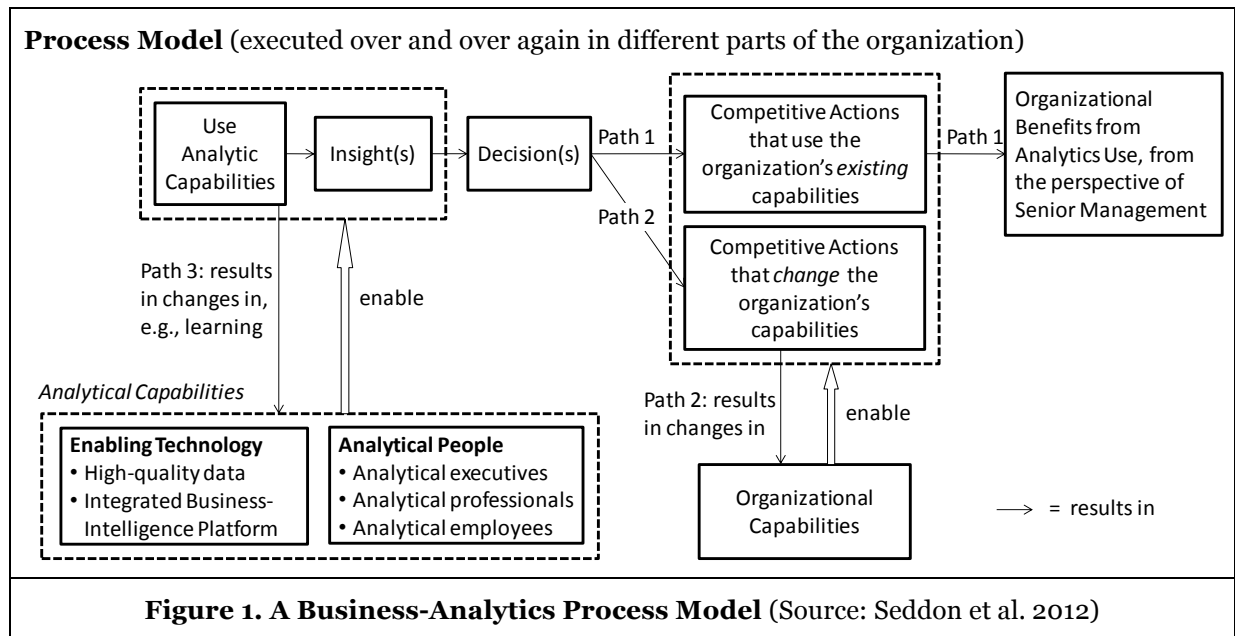 Process Model (executed over and over again in different parts of the organization)
Use
Analytic
Capabilities
Insight(s)
Decision(s)
Path 1
Path 2
Competitive Actions
that use the
organization's existing
capabilities
Path 1
Organizational
Benefits from
Analytics Use, from
the perspective of
Senior Management
Competitive Actions
that change the
organization's
capabilities
Path 3: results
in changes in,
e.g., learning
enable
Path 2: results
in changes in
enable
Analytical Capabilities
Enabling Technology
• High-quality data
• Integrated Business-
Intelligence Platform
Analytical People
• Analytical executives
• Analytical professionals
• Analytical employees
Organizational
Capabilities
= results in
Figure 1. A Business-Analytics Process Model (Source: Seddon et al. 2012)